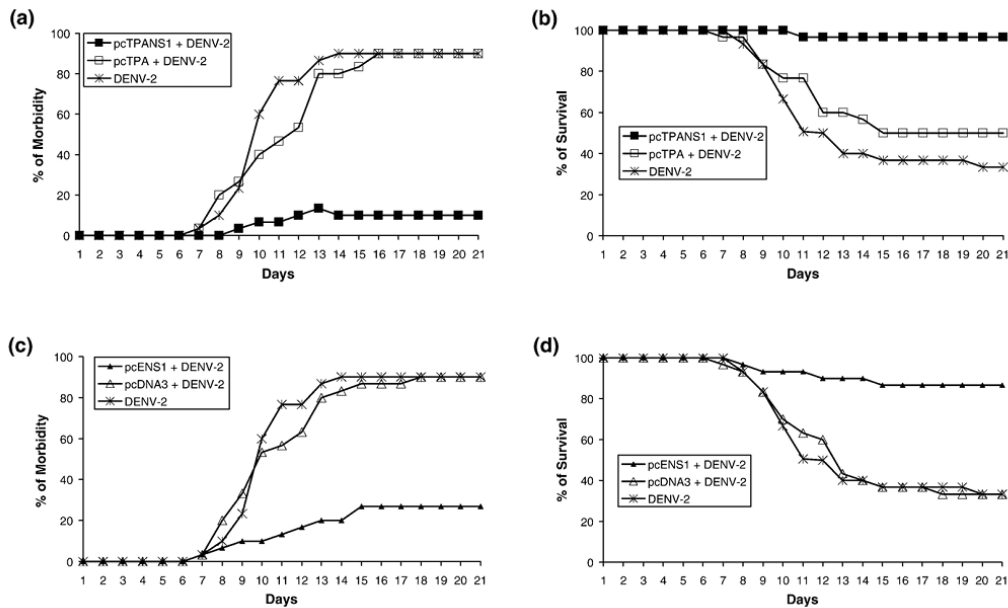 (a)
pcTPANS1 + DENV-2
pcTPA + DENV-2
DENV-2
% of Morbidity
100
80
60
40
20
0
1 2 3 4 5 6 7 8 9 10 11 12 13 14 15 16 17 18 19 20 21
Days
(b)
% of Survival
100
80
60
40
20
0
pcTPANS1 + DENV-2
pcTPA + DENV-2
DENV-2
1 2 3 4 5 6 7 8 9 10 11 12 13 14 15 16 17 18 19 20 21
Days
(c)
pcENS1 + DENV-2
pcDNA3 + DENV-2
DENV-2
% of Morbidity
100
80
60
40
20
0
1 2 3 4 5 6 7 8 9 10 11 12 13 14 15 16 17 18 19 20 21
Days
(d)
% of Survival
100
80
60
40
20
0
pcENS1 + DENV-2
pcDNA3 + DENV-2
DENV-2
1 2 3 4 5 6 7 8 9 10 11 12 13 14 15 16 17 18 19 20 21
Days